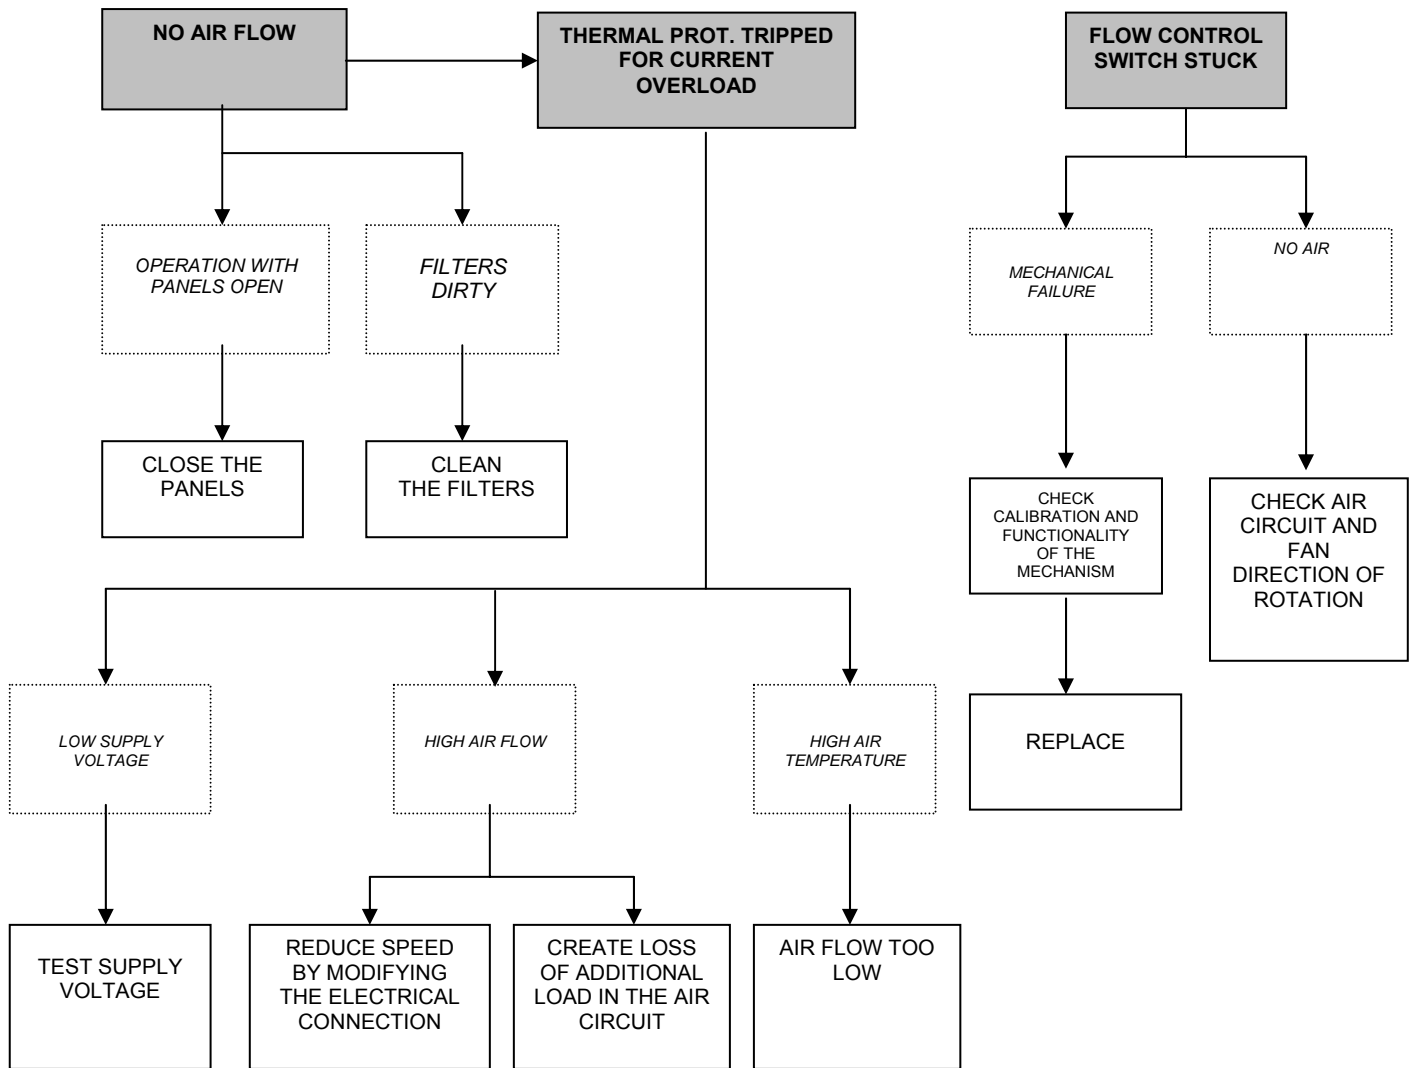 NO AIR FLOW
THERMAL PROT. TRIPPED
FOR CURRENT
OVERLOAD
FLOW CONTROL
SWITCH STUCK
OPERATION WITH
PANELS OPEN
FILTERS
DIRTY
MECHANICAL
FAILURE
NO AIR
CLOSE THE
PANELS
CLEAN
THE FILTERS
CHECK
CALIBRATION AND
FUNCTIONALITY
OF THE
MECHANISM
CHECK AIR
CIRCUIT AND
FAN
DIRECTION OF
ROTATION
LOW SUPPLY
VOLTAGE
HIGH AIR FLOW
HIGH AIR
TEMPERATURE
REPLACE
TEST SUPPLY
VOLTAGE
REDUCE SPEED
BY MODIFYING
THE ELECTRICAL
CONNECTION
CREATE LOSS
OF ADDITIONAL
LOAD IN THE AIR
CIRCUIT
AIR FLOW TOO
LOW